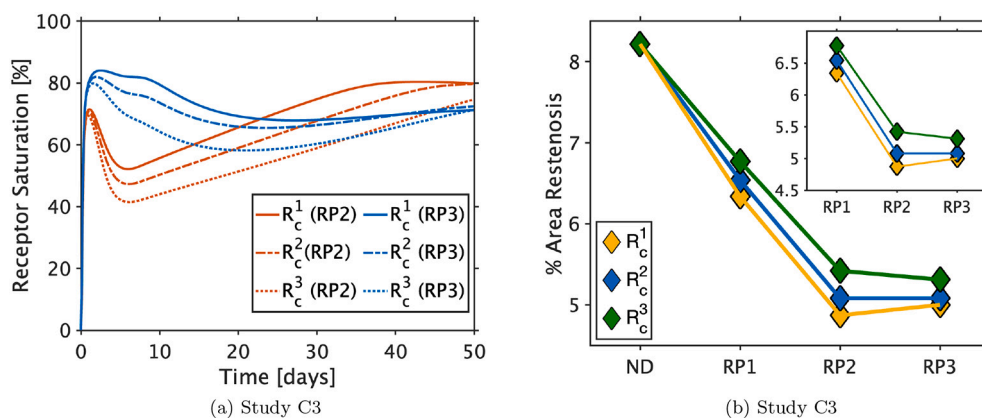 100
80
60
40
20
0
Receptor Saturation [%]
R_c^1 (RP2) R_c^1 (RP3)
R_c^2(RP2) R_c^2 (RP3)
R_c^3 (RP2) R_c^3 (RP3)
0 10 20 30 40 50
Time [days]
(a) Study C3
8
7
6
5
% Area Restenosis
6.5
6
5.5
5
4.5
RP1 RP2 RP3
R_c^1
R_c^2
R_c^3
ND RP1 RP2 RP3
(b) Study C3